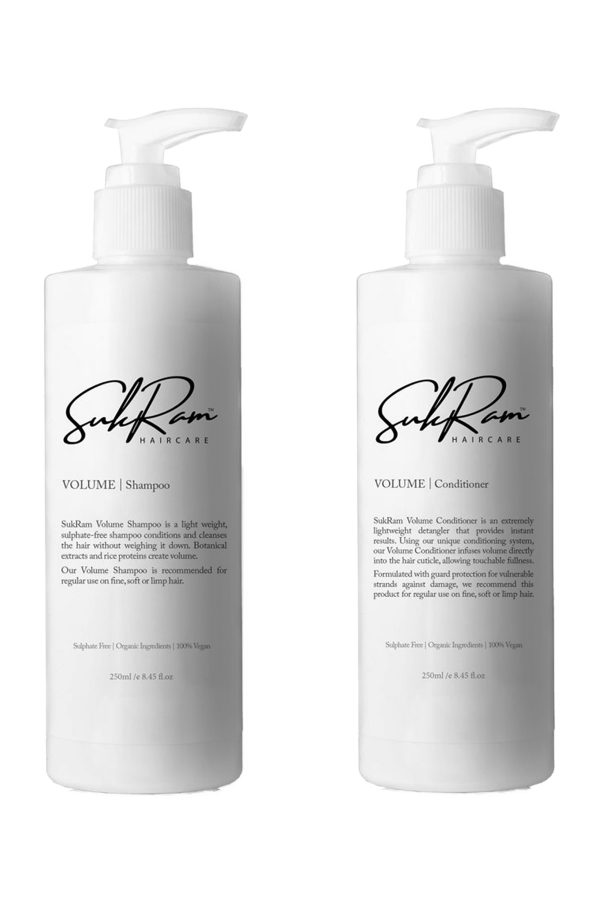 SukRam™
HAIRCARE
VOLUME | Shampoo
SukRam Volume Shampoo is a light weight,
sulphate-free shampoo conditions and cleanses
the hair without weighing it down. Botanical
extracts and rice proteins create volume.
Our Volume Shampoo is recommended for
regular use on fine, soft or limp hair.
Sulphate Free | Organic Ingredients | 100% Vegan
250ml /e 8.45 fl.oz
SukRam™
HAIRCARE
VOLUME | Conditioner
SukRam Volume Conditioner is an extremely
lightweight detangler that provides instant
results. Using our unique conditioning system,
our Volume Conditioner infuses volume directly
into the hair cuticle, allowing touchable fullness.
Formulated with guard protection for vulnerable
strands against damage, we recommend this
product for regular use on fine, soft or limp hair.
Sulphate Free | Organic Ingredients | 100% Vegan
250ml /e 8.45 fl.oz